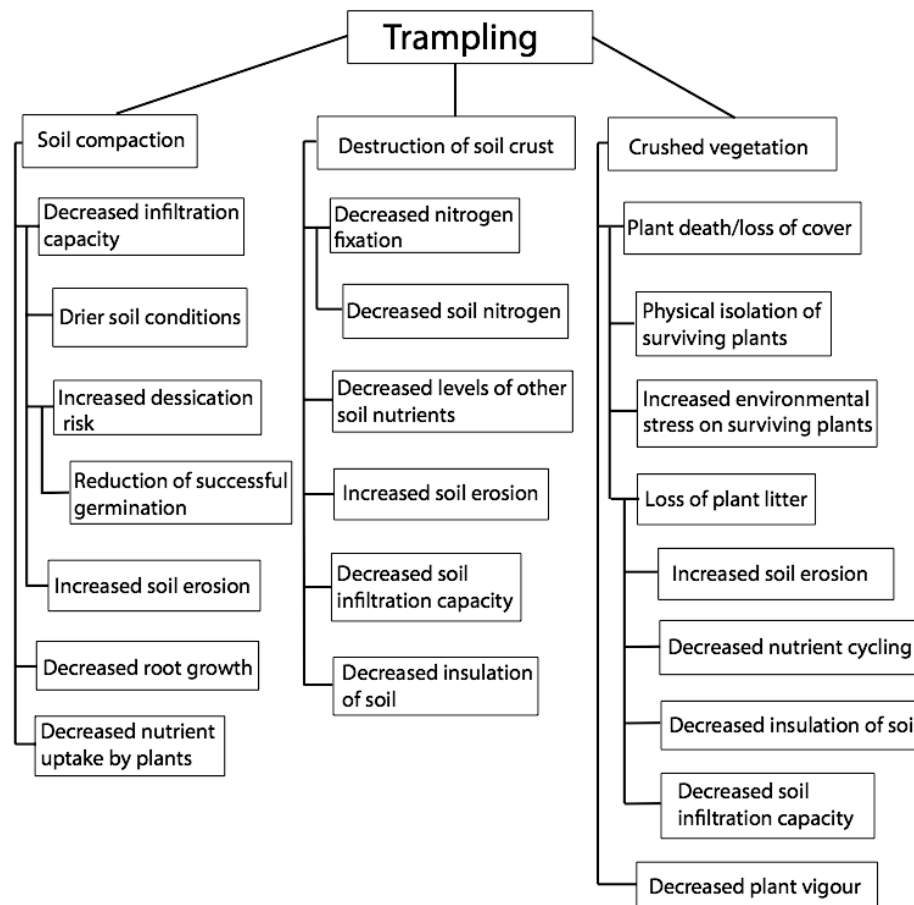 Trampling
Soil compaction
Decreased infiltration
capacity
Drier soil conditions
Increased dessication
risk
Reduction of successful
germination
Increased soil erosion
Decreased root growth
Decreased nutrient
uptake by plants
Destruction of soil crust
Decreased nitrogen
fixation
Decreased soil nitrogen
Decreased levels of other
soil nutrients
Increased soil erosion
Decreased soil
infiltration capacity
Decreased insulation
of soil
Crushed vegetation
Plant death/loss of cover
Physical isolation of
surviving plants
Increased environmental
stress on surviving plants
Loss of plant litter
Increased soil erosion
Decreased nutrient cycling
Decreased insulation of soil
Decreased soil
infiltration capacity
Decreased plant vigour